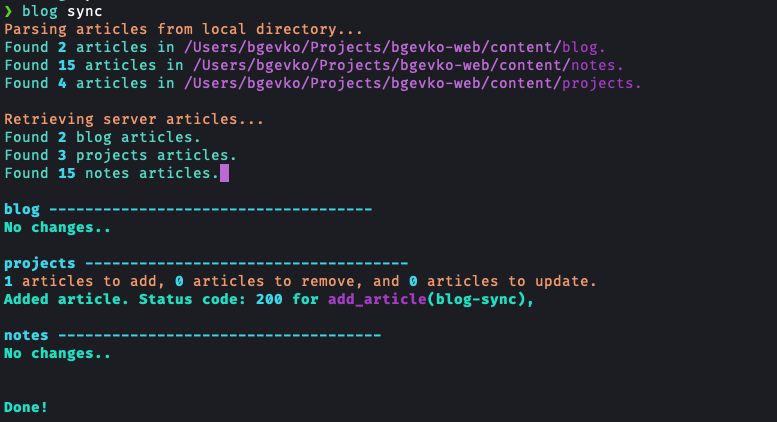 ❯ blog sync
Parsing articles from local directory...
Found 2 articles in /Users/bgevko/Projects/bgevko-web/content/blog.
Found 15 articles in /Users/bgevko/Projects/bgevko-web/content/notes.
Found 4 articles in /Users/bgevko/Projects/bgevko-web/content/projects.
Retrieving server articles...
Found 2 blog articles.
Found 3 projects articles.
Found 15 notes articles.
blog ------------------------------------
No changes..
projects ------------------------------------
1 articles to add, 0 articles to remove, and 0 articles to update.
Added article. Status code: 200 for add_article(blog-sync),
notes ------------------------------------
No changes..
Done!